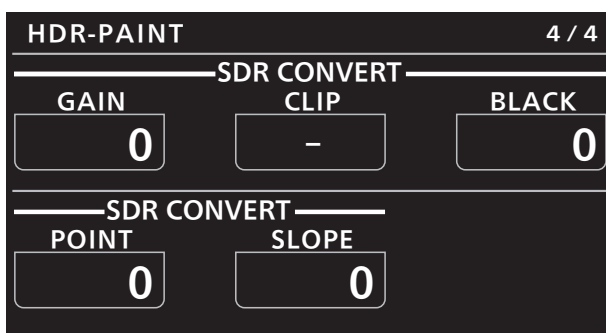 HDR-PAINT 4 / 4
SDR CONVERT
GAIN CLIP BLACK
0 – 0
SDR CONVERT
POINT SLOPE
0 0